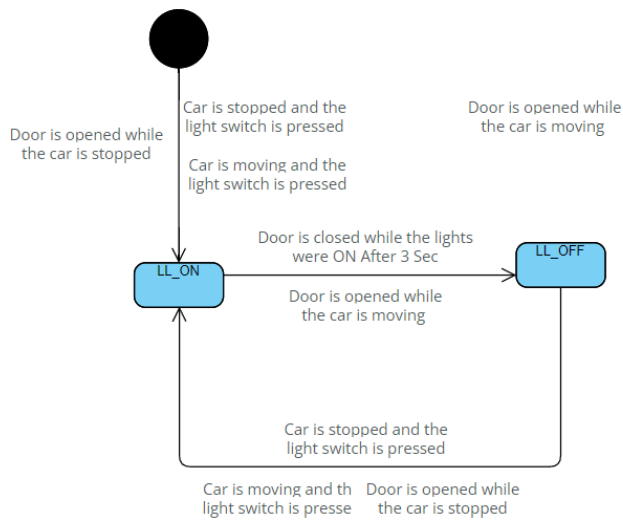 Car is stopped and the
light switch is pressed
Door is opened while
the car is stopped
Door is opened while
the car is moving
Car is moving and the
light switch is pressed
Door is closed while the lights
were ON After 3 Sec
LL_ON
LL_OFF
Door is opened while
the car is moving
Car is stopped and the
light switch is pressed
Car is moving and th
light switch is presse
Door is opened while
the car is stopped